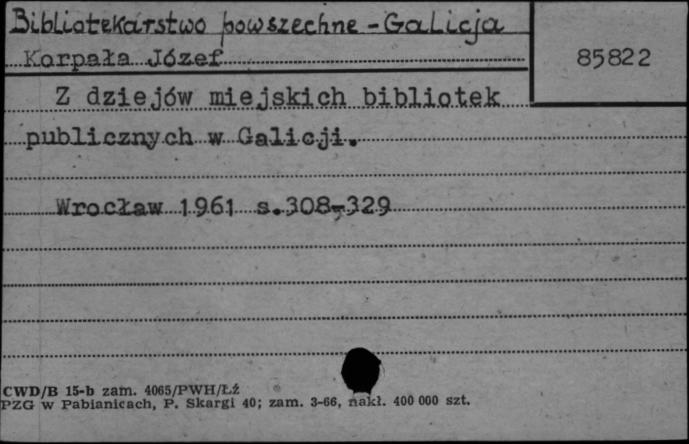 Bibliotekarstwo powszechne - Galicja
Korpała Józef
85822
Z dziejów miejskich bibliotek
publicznych w Galicji.
Wrocław 1961 s.308-329
CWD/B 15-b zam. 4065/PWH/Łż
PZG w Pabianicach, P. Skargi 40; zam. 3-66, nakł. 400 000 szt.